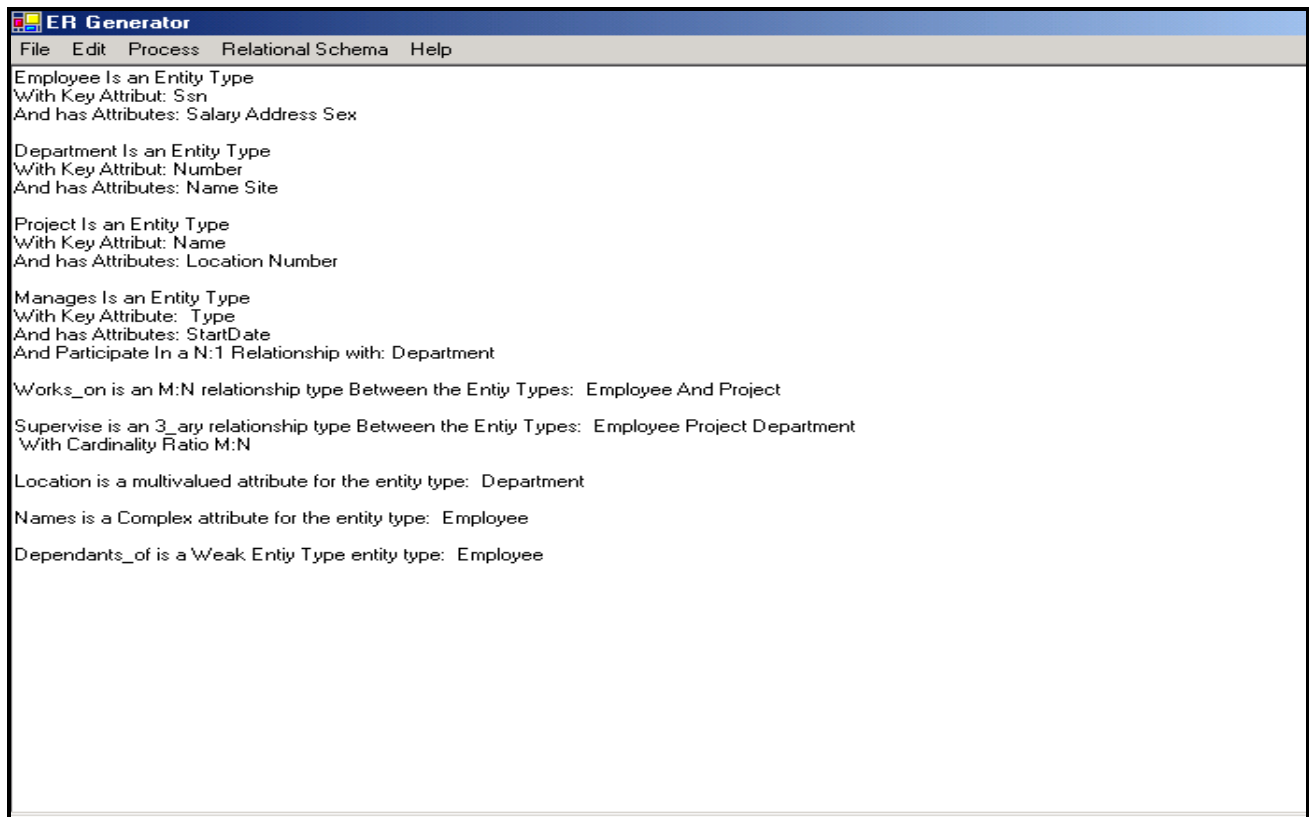 ER Generator
File Edit Process Relational Schema Help
Employee Is an Entity Type
With Key Attribut: Ssn
And has Attributes: Salary Address Sex
Department Is an Entity Type
With Key Attribut: Number
And has Attributes: Name Site
Project Is an Entity Type
With Key Attribut: Name
And has Attributes: Location Number
Manages Is an Entity Type
With Key Attribute:  Type
And has Attributes: StartDate
And Participate In a N:1 Relationship with: Department
Works_on is an M:N relationship type Between the Entiy Types:  Employee And Project
Supervise is an 3_ary relationship type Between the Entiy Types:  Employee Project Department
With Cardinality Ratio M:N
Location is a multivalued attribute for the entity type:  Department
Names is a Complex attribute for the entity type:  Employee
Dependants_of is a Weak Entiy Type entity type:  Employee